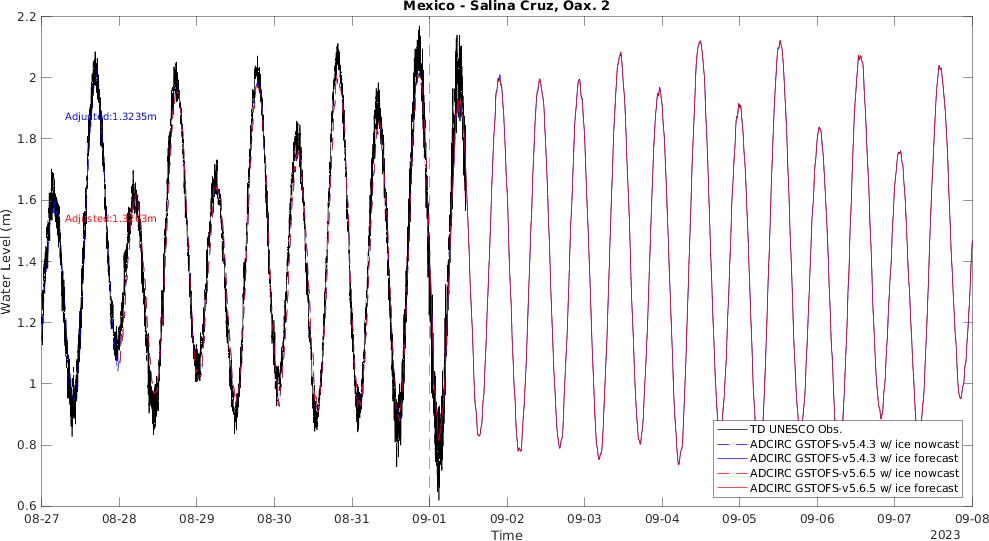 Mexico - Salina Cruz, Oax. 2
Water Level (m)
2.2
2
1.8
1.6
1.4
1.2
1
0.8
0.6
Adjusted:1.3235m
TD UNESCO Obs.
ADCIRC GSTOFS-v5.4.3 w/ ice nowcast
ADCIRC GSTOFS-v5.4.3 w/ ice forecast
ADCIRC GSTOFS-v5.6.5 w/ ice nowcast
ADCIRC GSTOFS-v5.6.5 w/ ice forecast
08-27 08-28 08-29 08-30 08-31 09-01 09-02 09-03 09-04 09-05 09-06 09-07 09-08
Time
2023